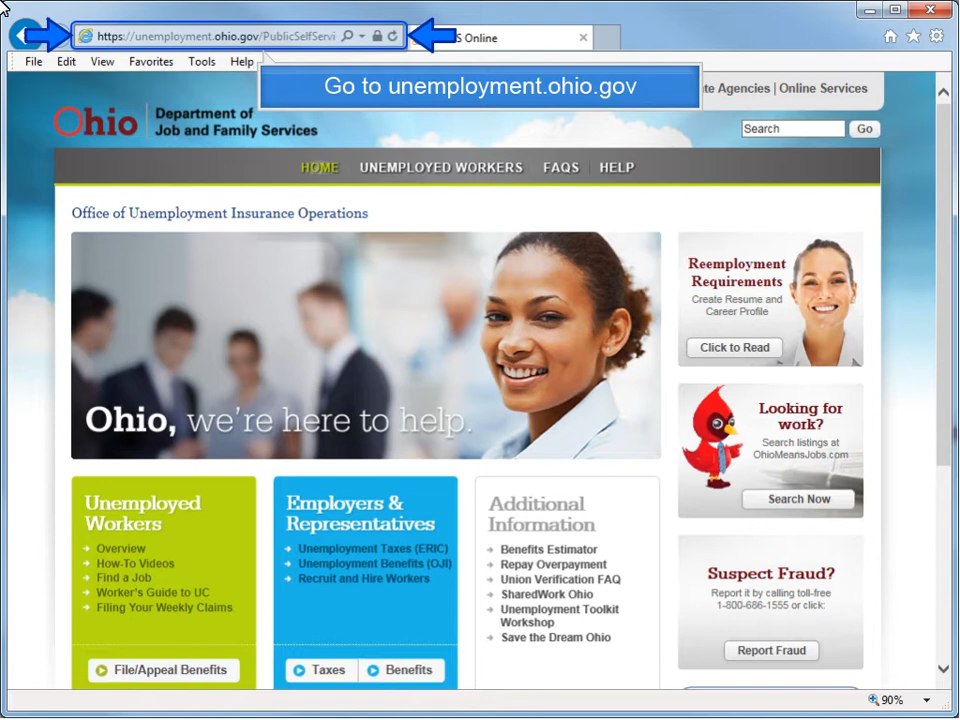 https://unemployment.ohio.gov/PublicSelfServi
S Online
File Edit View Favorites Tools Help
Go to unemployment.ohio.gov
te Agencies | Online Services
Ohio
Department of
Job and Family Services
Search
Go
HOME UNEMPLOYED WORKERS FAQS HELP
Office of Unemployment Insurance Operations
Ohio, we're here to help.
Reemployment
Requirements
Create Resume and
Career Profile
Click to Read
Looking for
work?
Search listings at
OhioMeansJobs.com
Search Now
Suspect Fraud?
Report it by calling toll-free
1-800-686-1555 or click:
Report Fraud
Unemployed
Workers
Overview
How-To Videos
Find a Job
Worker's Guide to UC
Filing Your Weekly Claims
File/Appeal Benefits
Employers &
Representatives
Unemployment Taxes (ERIC)
Unemployment Benefits (OJI)
Recruit and Hire Workers
Taxes
Benefits
Additional
Information
Benefits Estimator
Repay Overpayment
Union Verification FAQ
SharedWork Ohio
Unemployment Toolkit
Workshop
Save the Dream Ohio
90%